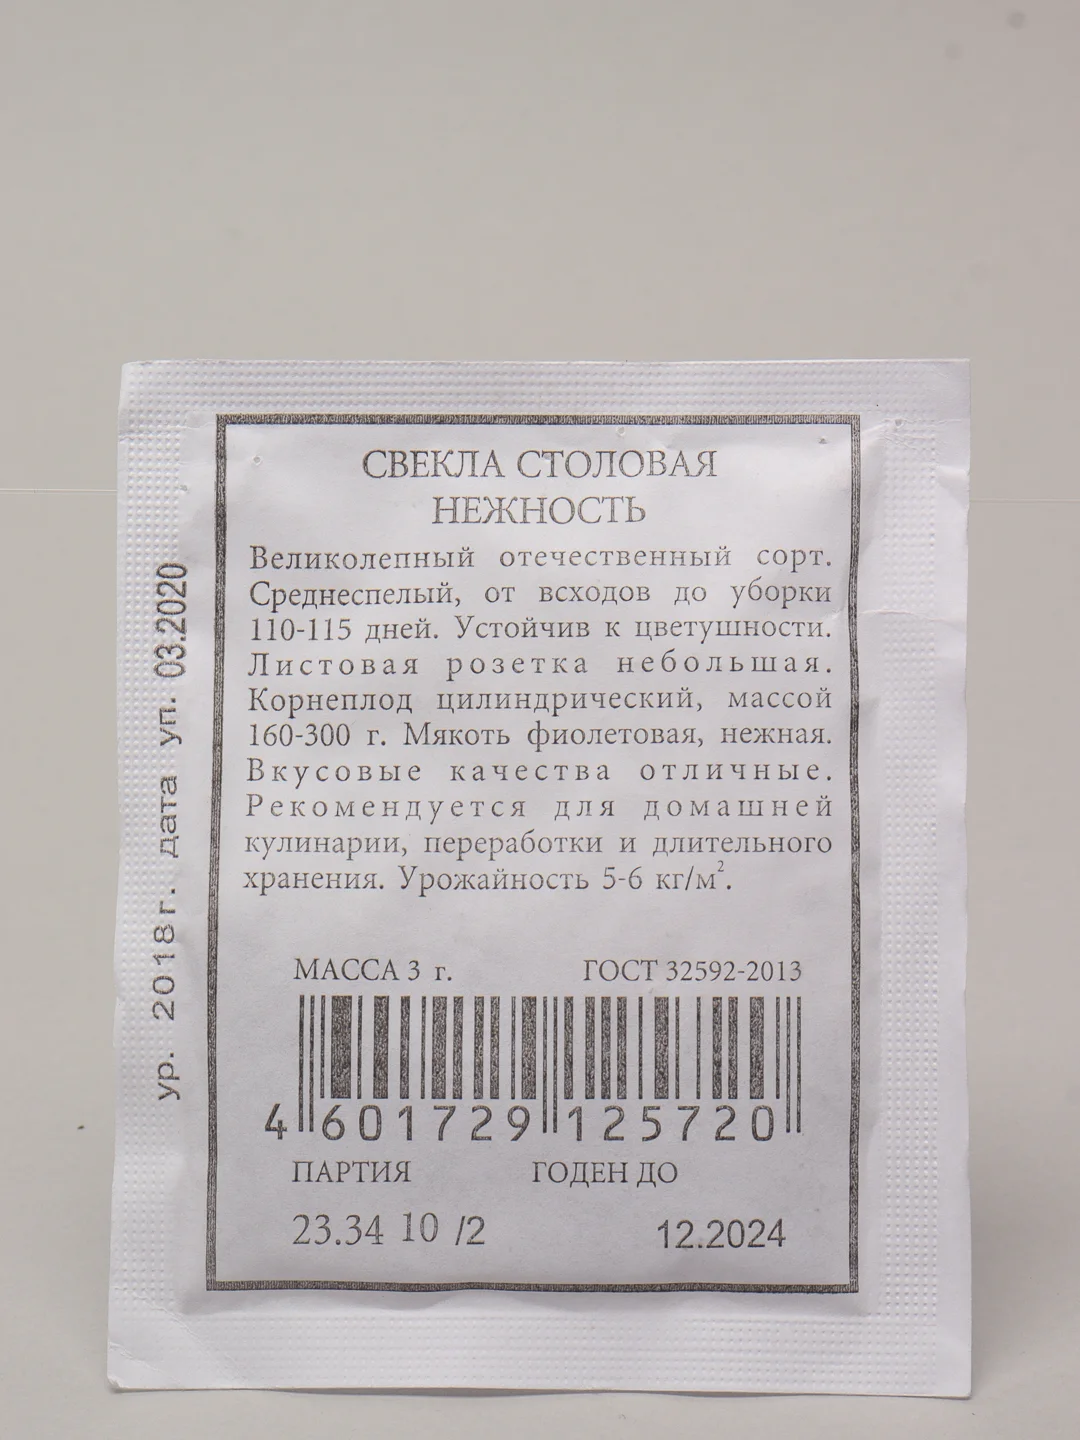 СВЕКЛА СТОЛОВАЯ
НЕЖНОСТЬ
Великолепный отечественный сорт.
Среднеспелый, от всходов до уборки
110-115 дней. Устойчив к цветушности.
Листовая розетка небольшая.
Корнеплод цилиндрический, массой
160-300 г. Мякоть фиолетовая, нежная.
Вкусовые качества отличные.
Рекомендуется для домашней
кулинарии, переработки и длительного
хранения. Урожайность 5-6 кг/м².
МАССА 3 г. ГОСТ 32592-2013
4 601729 125720
ПАРТИЯ ГОДЕН ДО
23.34 10 /2 12.2024
ур. 2018г. дата уп. 03.2020